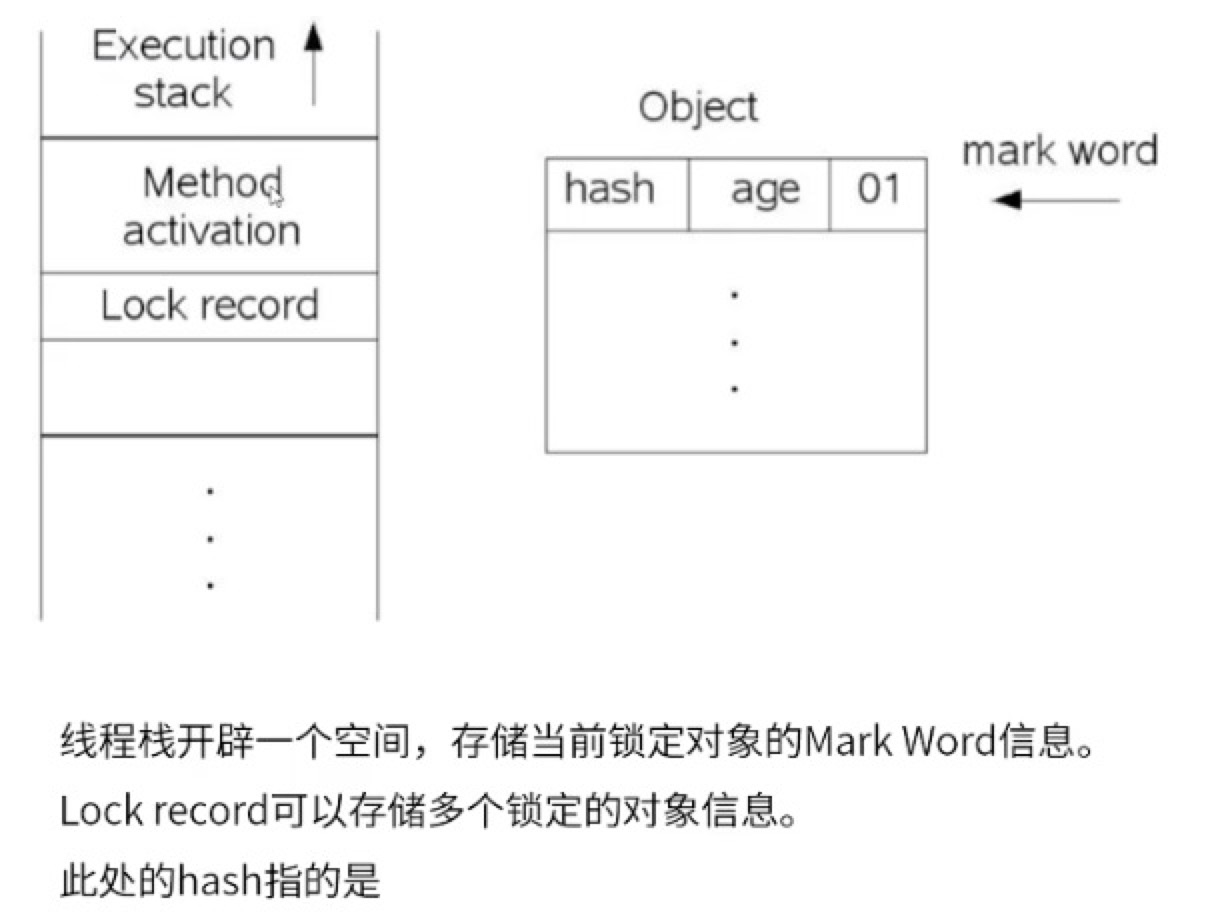 Execution
stack
Method
activation
Lock record
Object
mark word
hash age 01
线程栈开辟一个空间，存储当前锁定对象的Mark Word信息。
Lock record可以存储多个锁定的对象信息。
此处的hash指的是